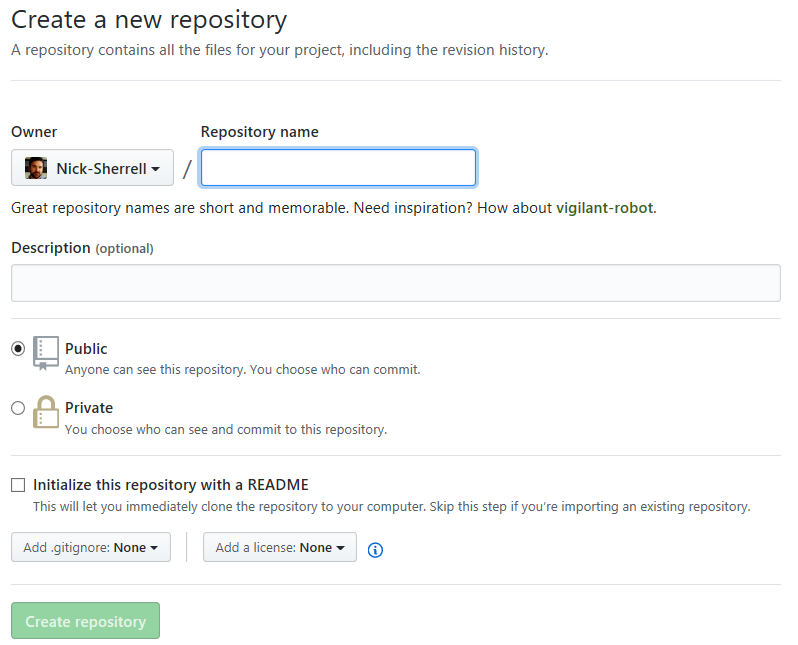 Create a new repository
A repository contains all the files for your project, including the revision history.
Owner
Repository name
Nick-Sherrell
/
Great repository names are short and memorable. Need inspiration? How about vigilant-robot.
Description (optional)
Public
Anyone can see this repository. You choose who can commit.
Private
You choose who can see and commit to this repository.
Initialize this repository with a README
This will let you immediately clone the repository to your computer. Skip this step if you’re importing an existing repository.
Add .gitignore: None
Add a license: None
Create repository